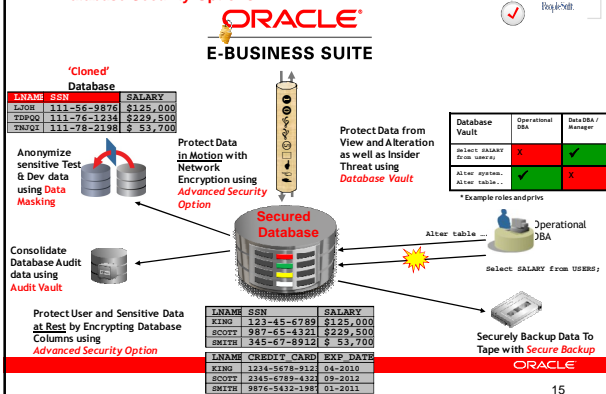 ORACLE®
PeopleSoft.
E-BUSINESS SUITE
'Cloned'
Database
LNAME SSN SALARY
LJOH 111-56-9876 $125,000
TDPQQ 111-76-1234 $229,500
TNJQI 111-78-2198 $ 53,700
Anonymize
sensitive Test
& Dev data
using Data
Masking
Protect Data
in Motion with
Network
Encryption using
Advanced Security
Option
Protect Data from
View and Alteration
as well as Insider
Threat using
Database Vault
Database
Vault
Operational
DBA
Data DBA /
Manager
Select SALARY
from users;
X
Alter system.
Alter table..
X
* Example roles and privs
Secured
Database
Alter table ….
Operational
DBA
Select SALARY from USERS;
Consolidate
Database Audit
data using
Audit Vault
Protect User and Sensitive Data
at Rest by Encrypting Database
Columns using
Advanced Security Option
LNAME SSN SALARY
KING 123-45-6789 $125,000
SCOTT 987-65-4321 $229,500
SMITH 345-67-8912 $ 53,700
LNAME CREDIT_CARD EXP_DATE
KING 1234-5678-9123 04-2010
SCOTT 2345-6789-4321 09-2012
SMITH 9876-5432-1987 01-2011
Securely Backup Data To
Tape with Secure Backup
ORACLE
15